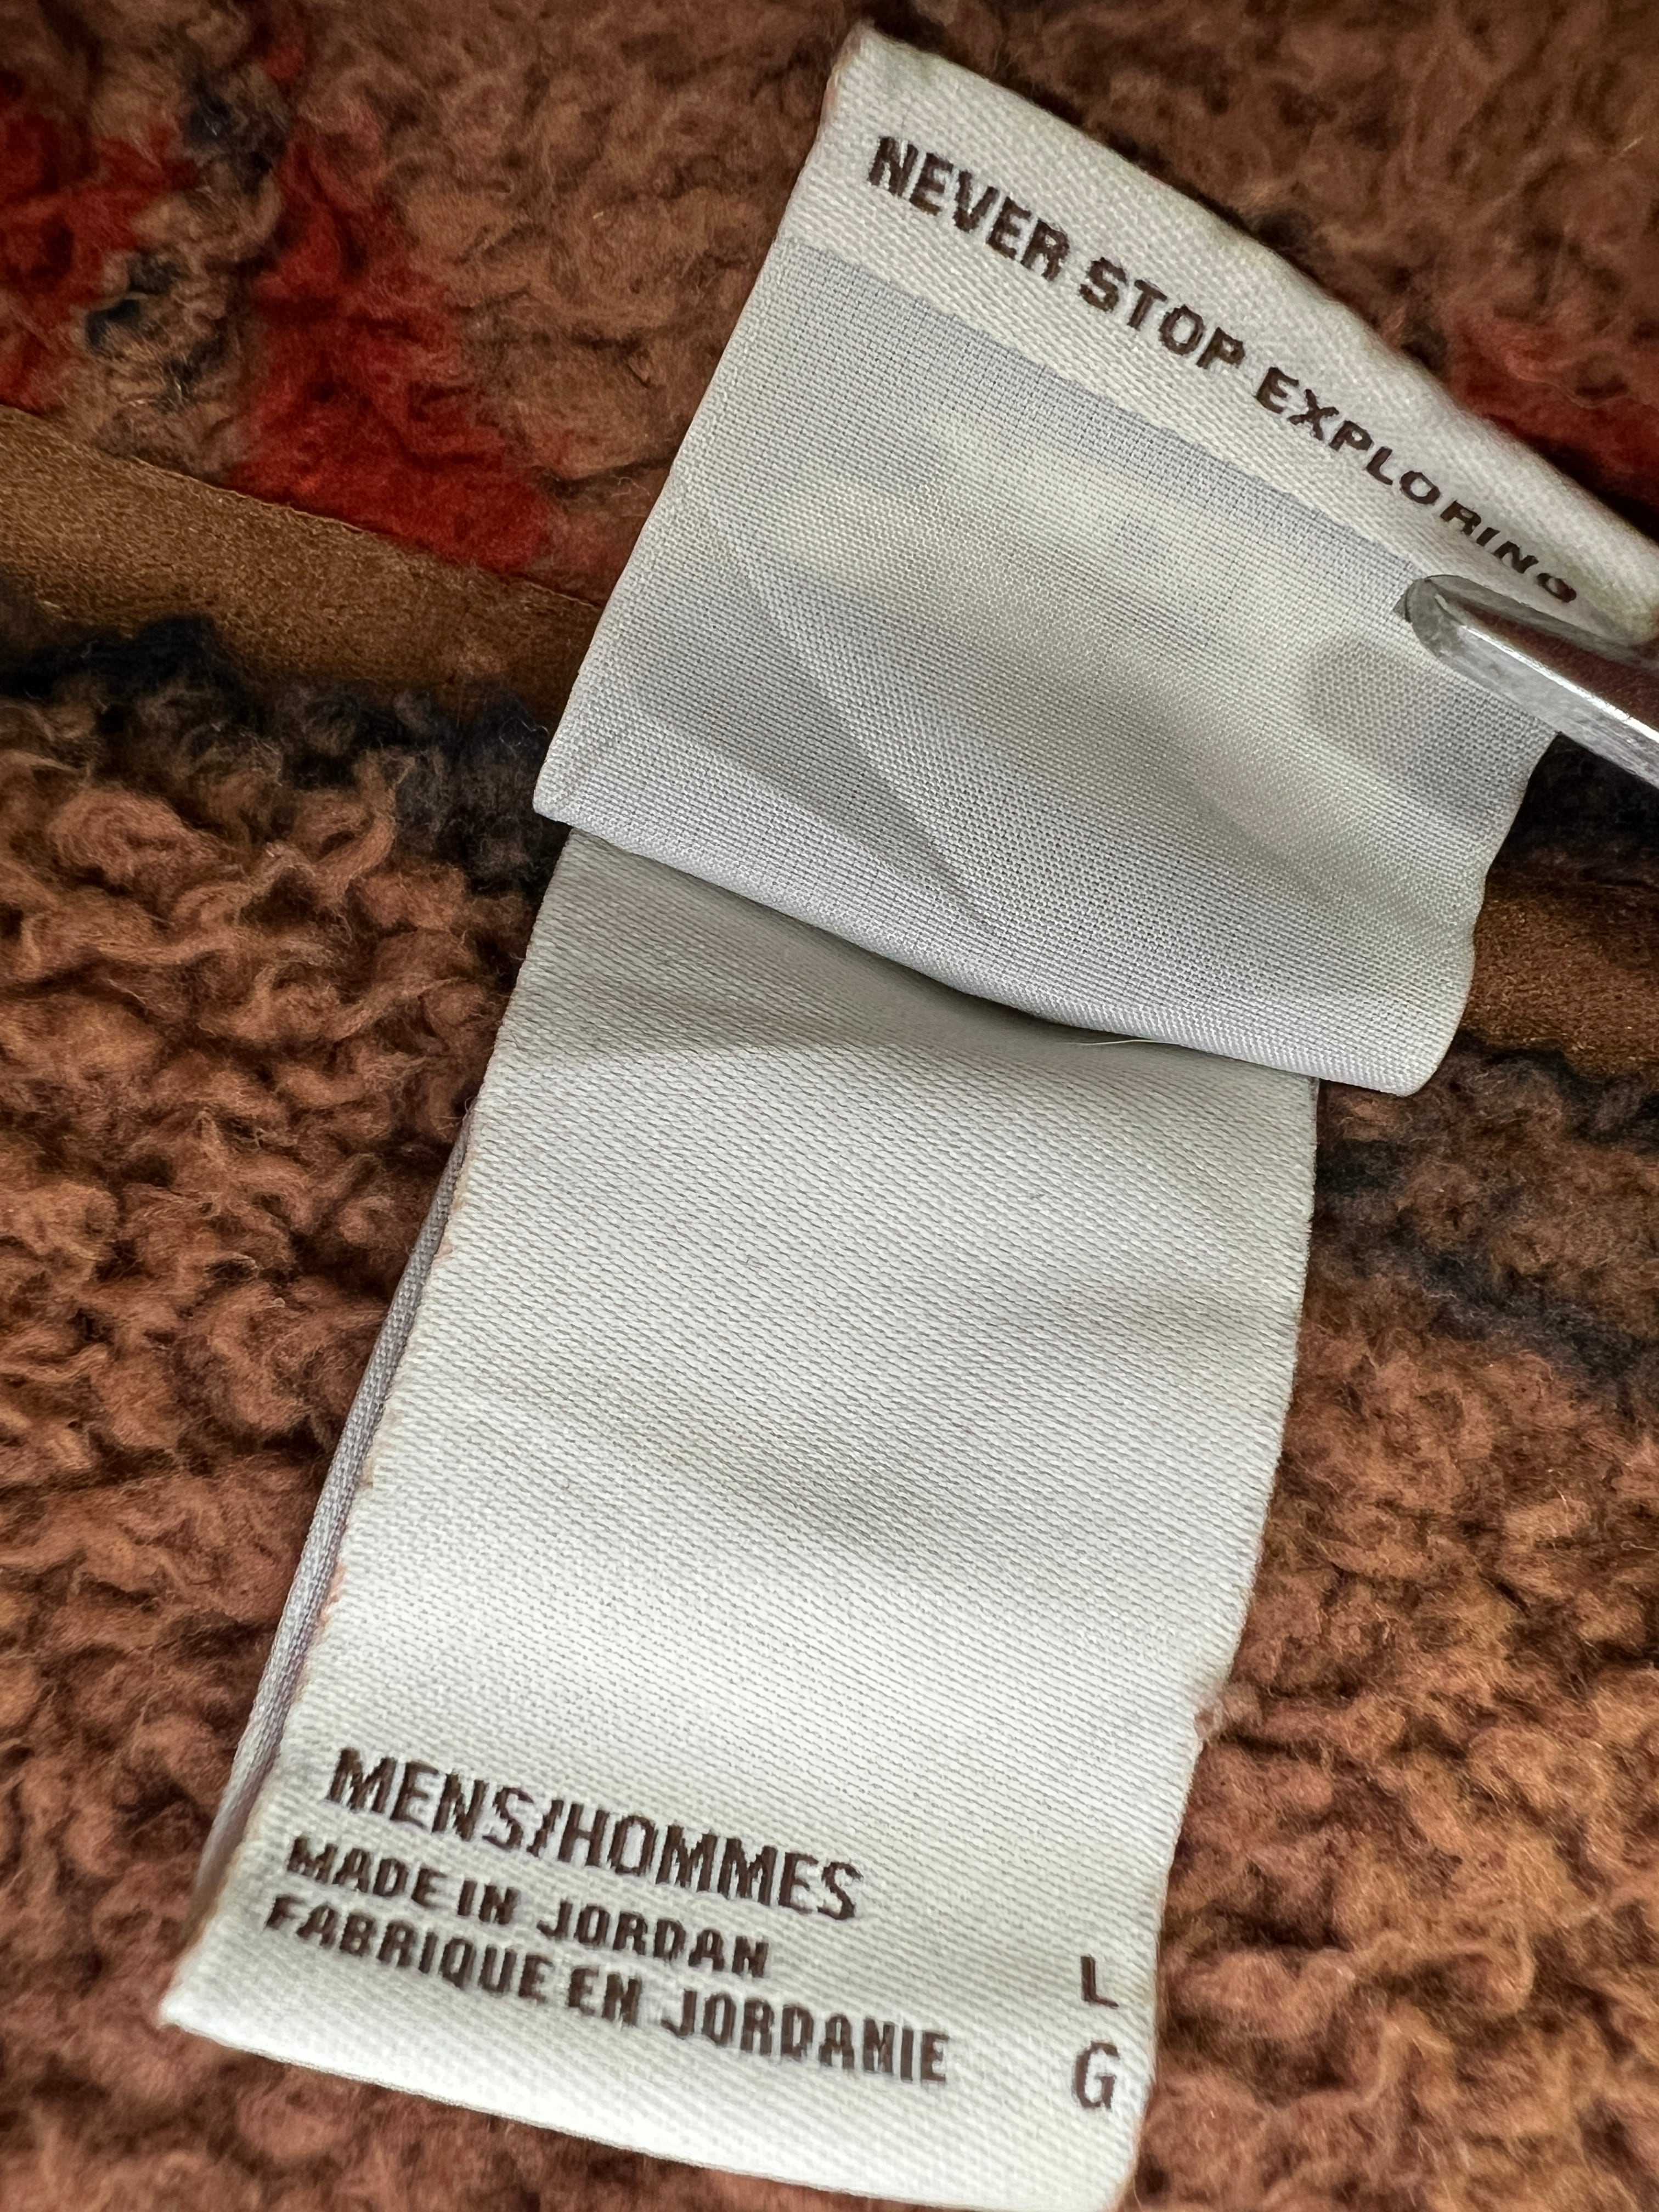 NEVER STOP EXPLORING
MENS/HOMMES
MADE IN JORDAN
FABRIQUE EN JORDANIE
L
G